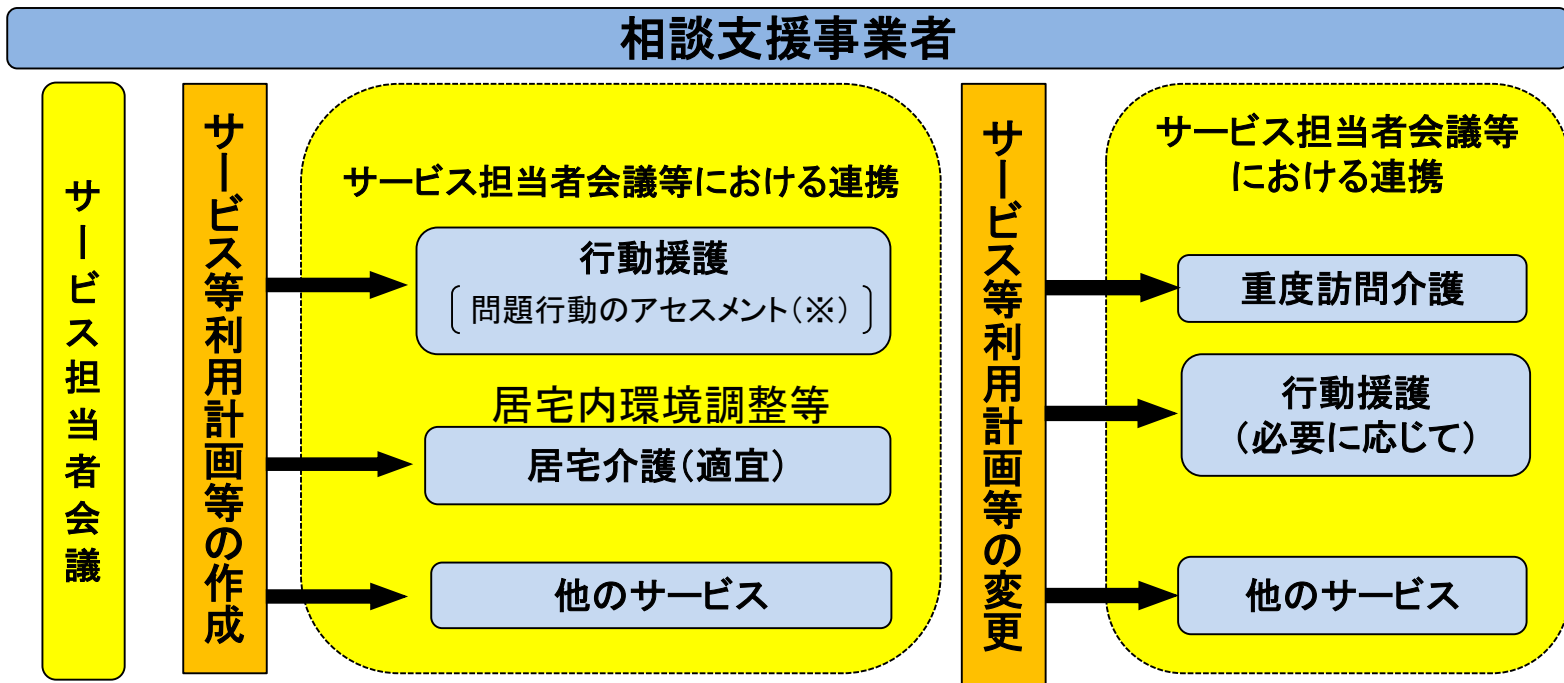 相談支援事業者
サービス担当者会議
サービス等利用計画等の作成
サービス担当者会議等における連携
行動援護
〔 問題行動のアセスメント(※) 〕
居宅内環境調整等
居宅介護(適宜)
他のサービス
サービス等利用計画等の変更
サービス担当者会議等
における連携
重度訪問介護
行動援護
(必要に応じて)
他のサービス